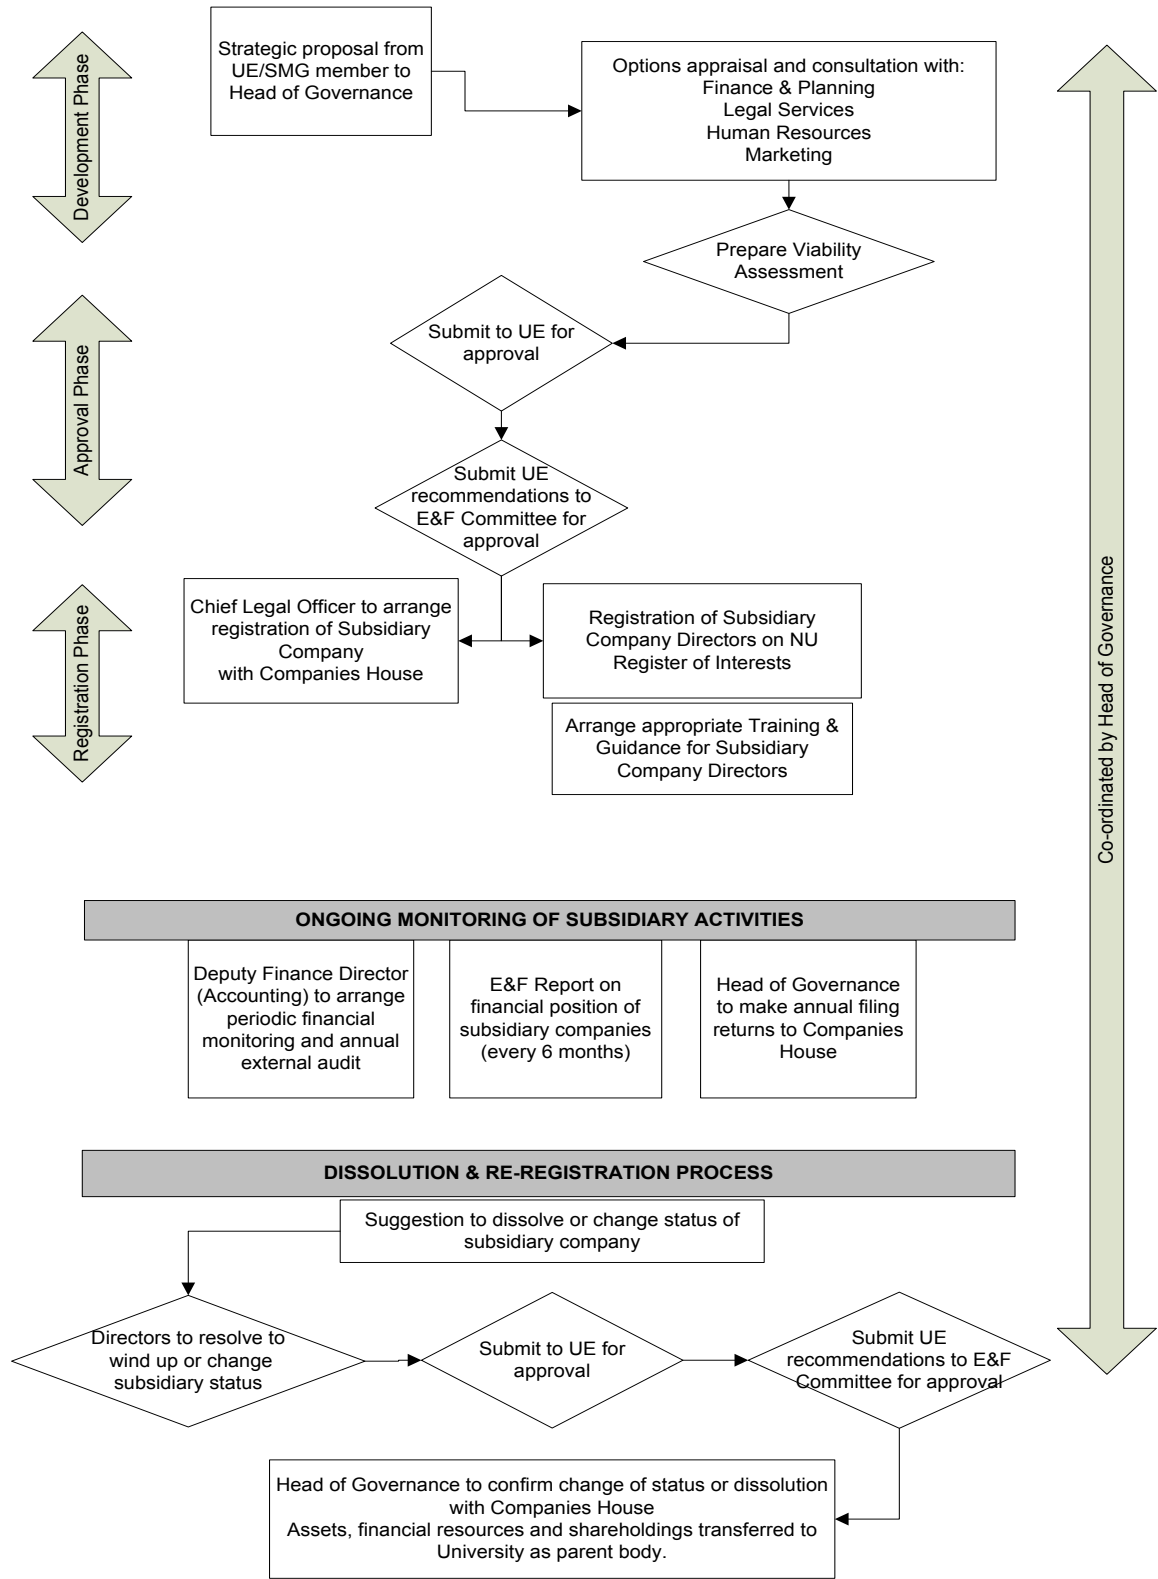 Development Phase
Strategic proposal from
UE/SMG member to
Head of Governance
Options appraisal and consultation with:
Finance & Planning
Legal Services
Human Resources
Marketing
Prepare Viability
Assessment
Approval Phase
Submit to UE for
approval
Submit UE
recommendations to
E&F Committee for
approval
Registration Phase
Chief Legal Officer to arrange
registration of Subsidiary
Company
with Companies House
Registration of Subsidiary
Company Directors on NU
Register of Interests
Arrange appropriate Training &
Guidance for Subsidiary
Company Directors
Co-ordinated by Head of Governance
ONGOING MONITORING OF SUBSIDIARY ACTIVITIES
Deputy Finance Director
(Accounting) to arrange
periodic financial
monitoring and annual
external audit
E&F Report on
financial position of
subsidiary companies
(every 6 months)
Head of Governance
to make annual filing
returns to Companies
House
DISSOLUTION & RE-REGISTRATION PROCESS
Suggestion to dissolve or change status of
subsidiary company
Directors to resolve to
wind up or change
subsidiary status
Submit to UE for
approval
Submit UE
recommendations to E&F
Committee for approval
Head of Governance to confirm change of status or dissolution
with Companies House
Assets, financial resources and shareholdings transferred to
University as parent body.